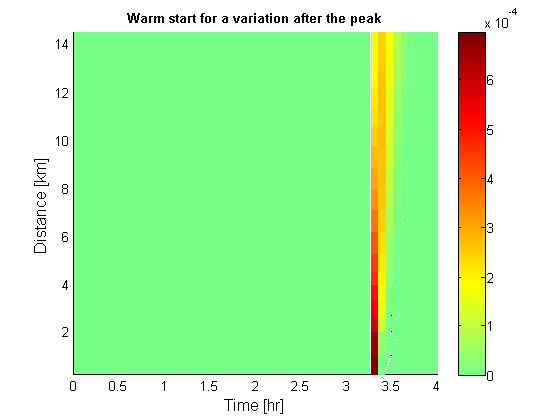 Warm start for a variation after the peak
x 10^-4
14
12
10
8
6
4
2
Distance [km]
0 0.5 1 1.5 2 2.5 3 3.5 4
Time [hr]
6
5
4
3
2
1
0